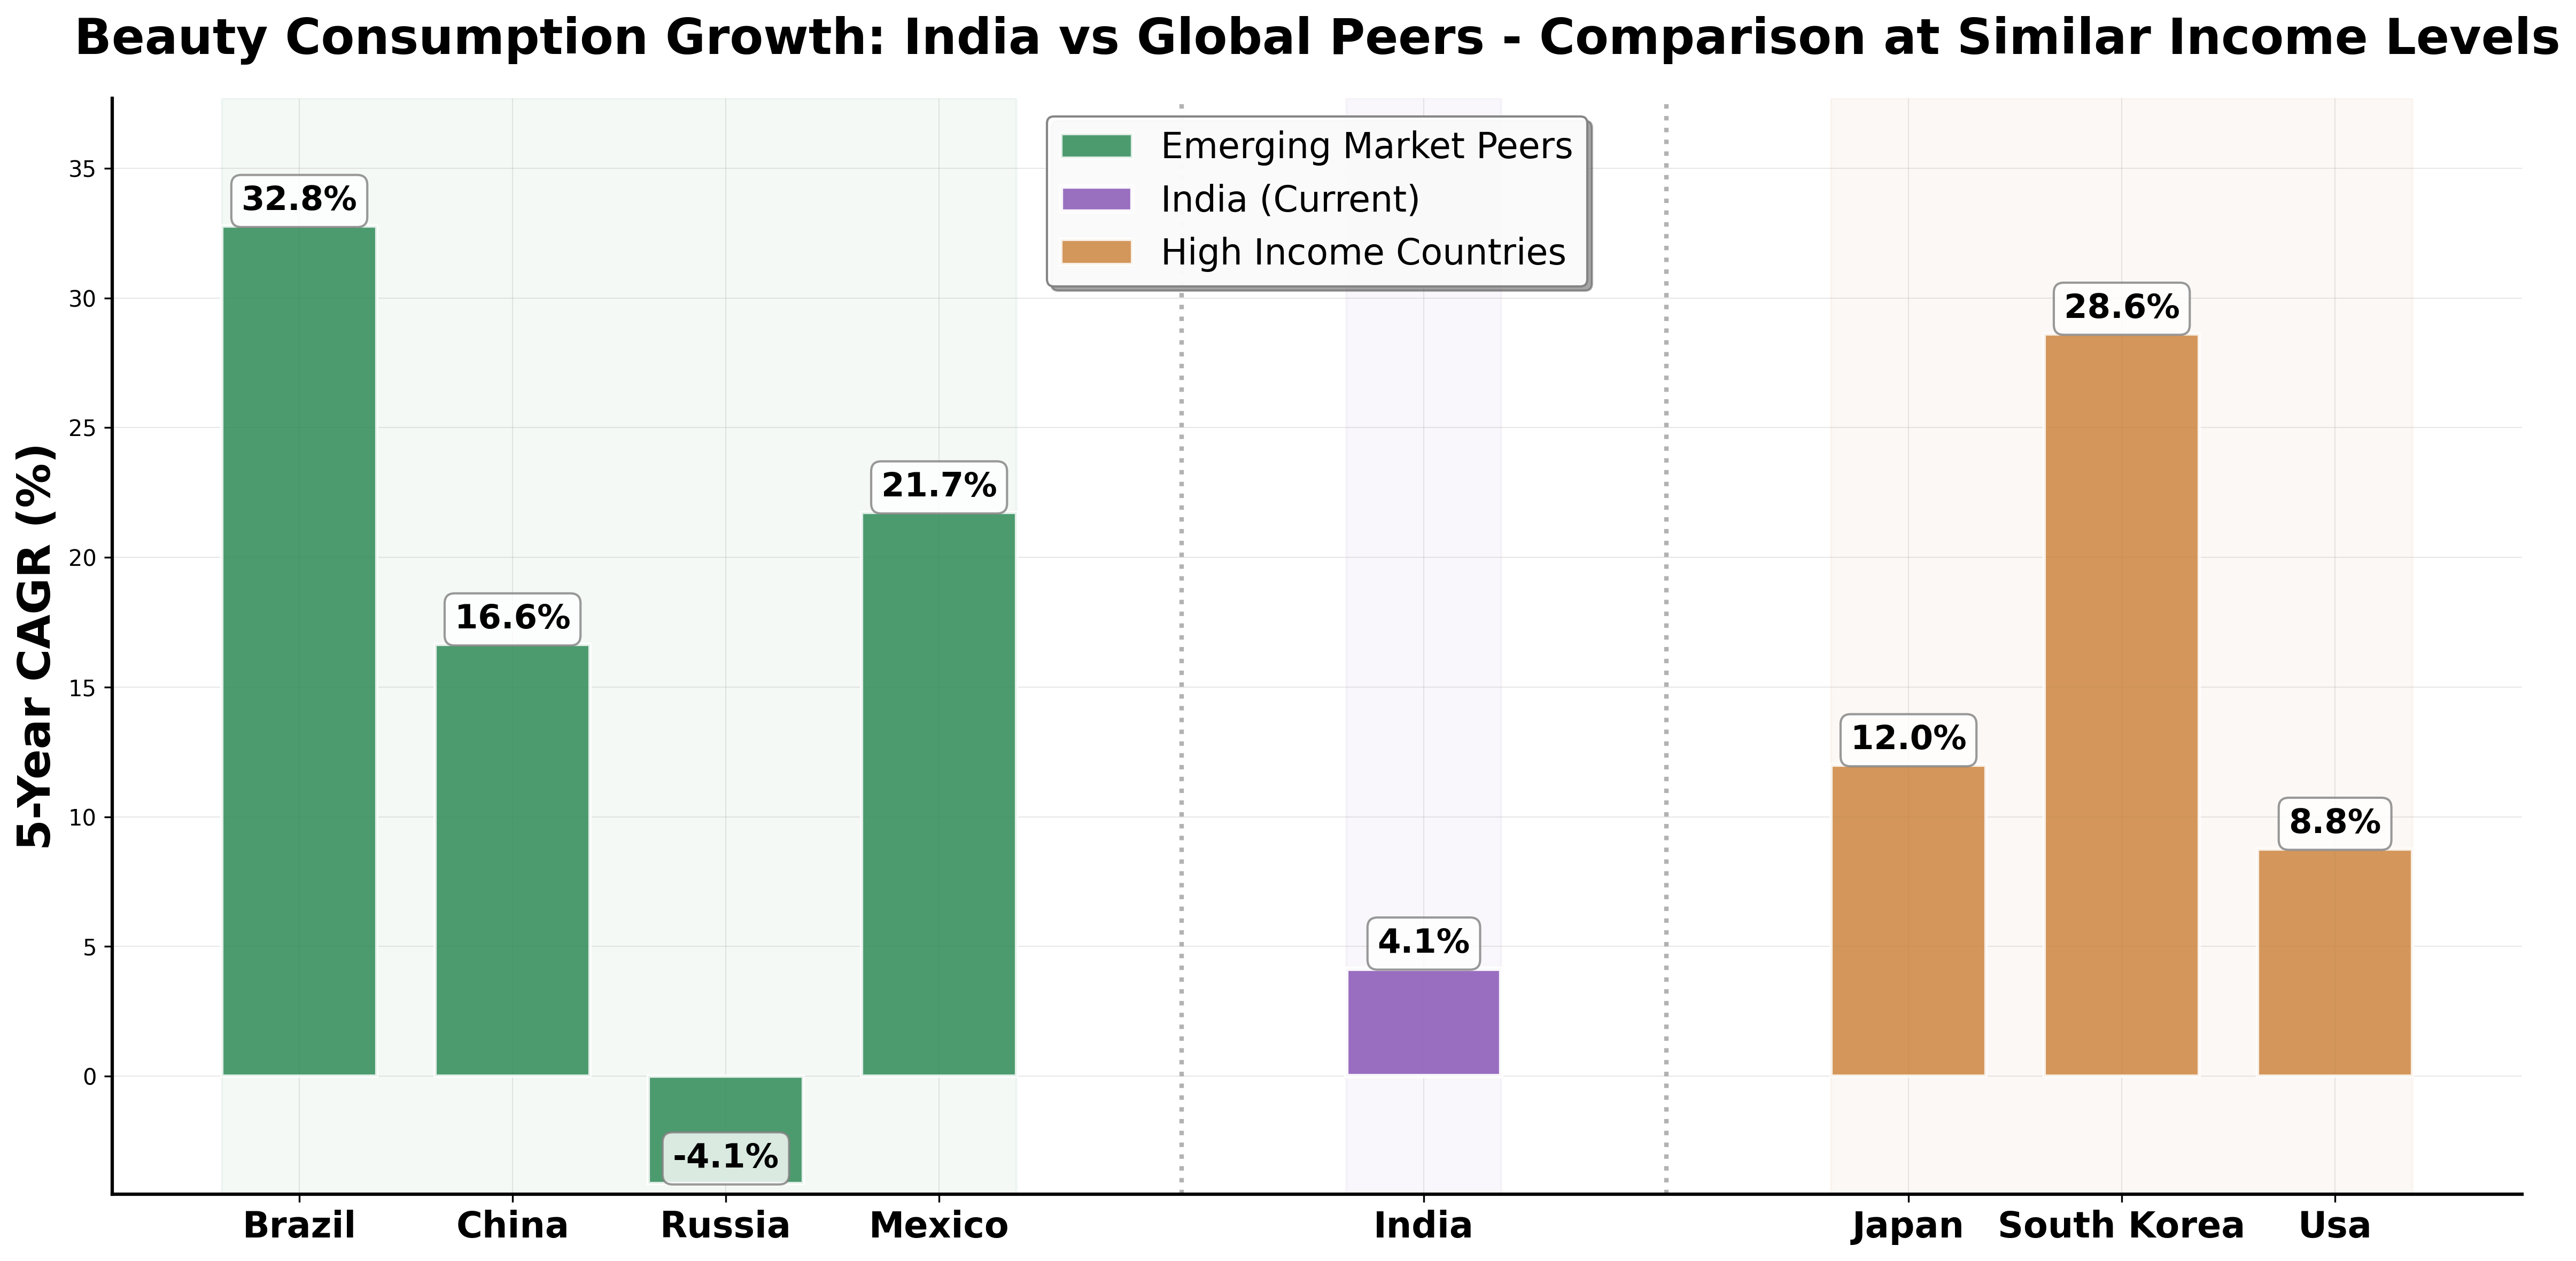 Beauty Consumption Growth: India vs Global Peers - Comparison at Similar Income Levels
Emerging Market Peers
India (Current)
High Income Countries
5-Year CAGR (%)
35
30
25
20
15
10
5
0
32.8%
16.6%
-4.1%
21.7%
4.1%
12.0%
28.6%
8.8%
Brazil
China
Russia
Mexico
India
Japan
South Korea
Usa